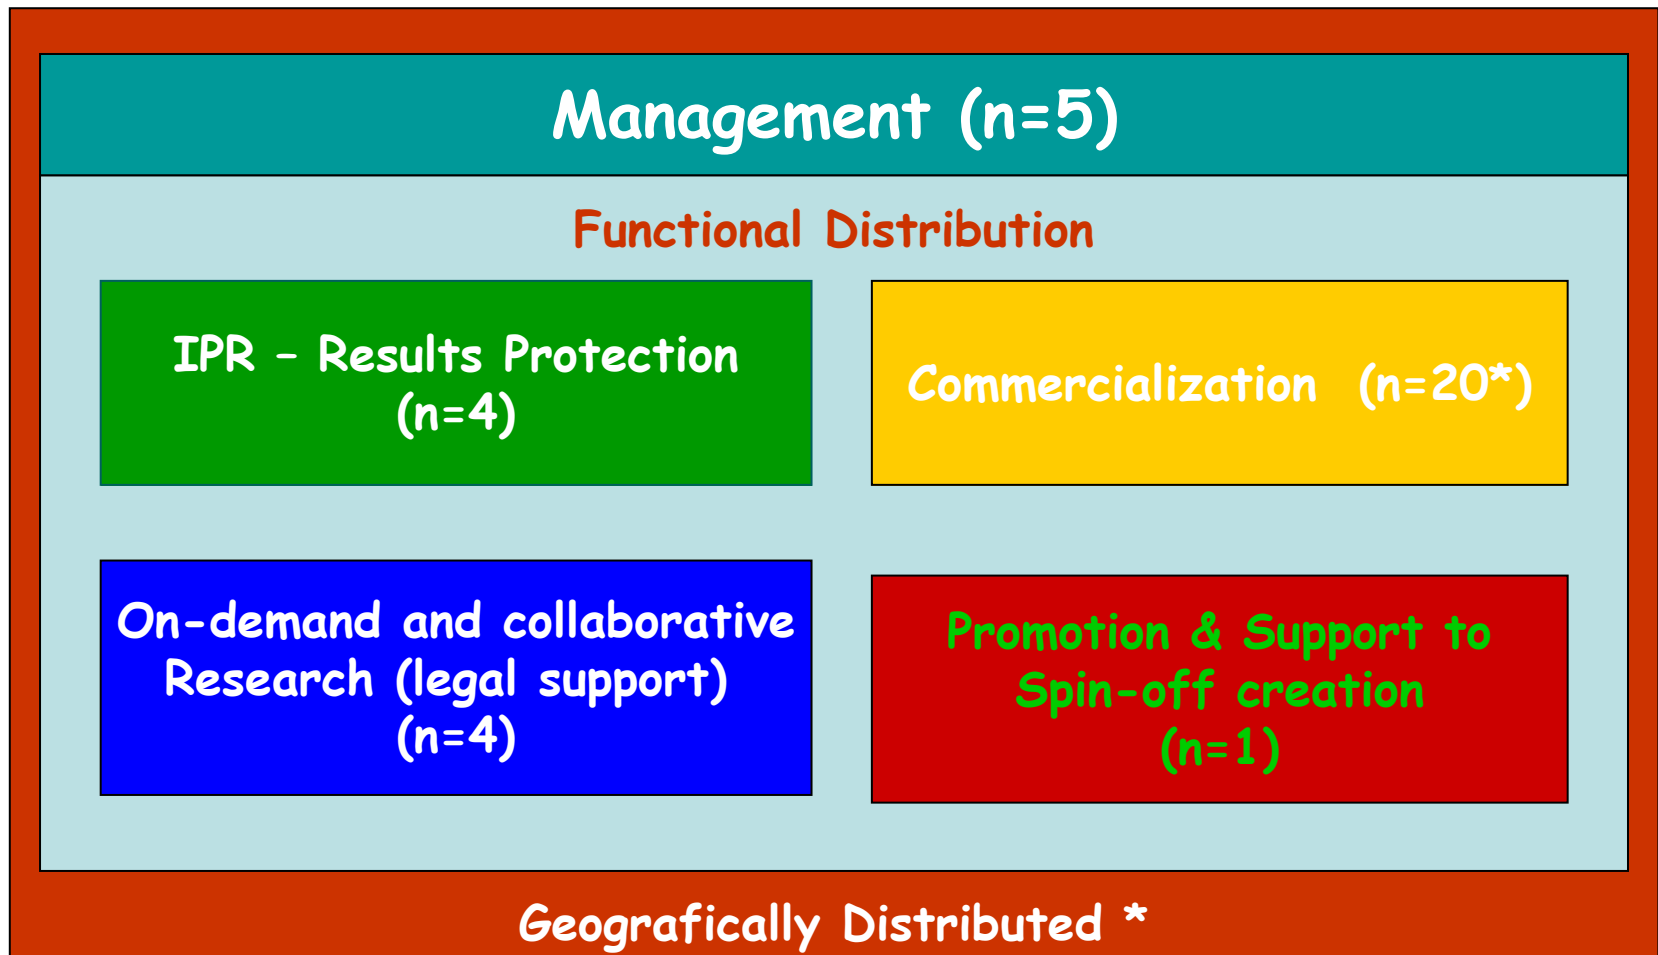 Management (n=5)
Functional Distribution
IPR – Results Protection
(n=4)
Commercialization (n=20*)
On-demand and collaborative
Research (legal support)
(n=4)
Promotion & Support to
Spin-off creation
(n=1)
Geografically Distributed *